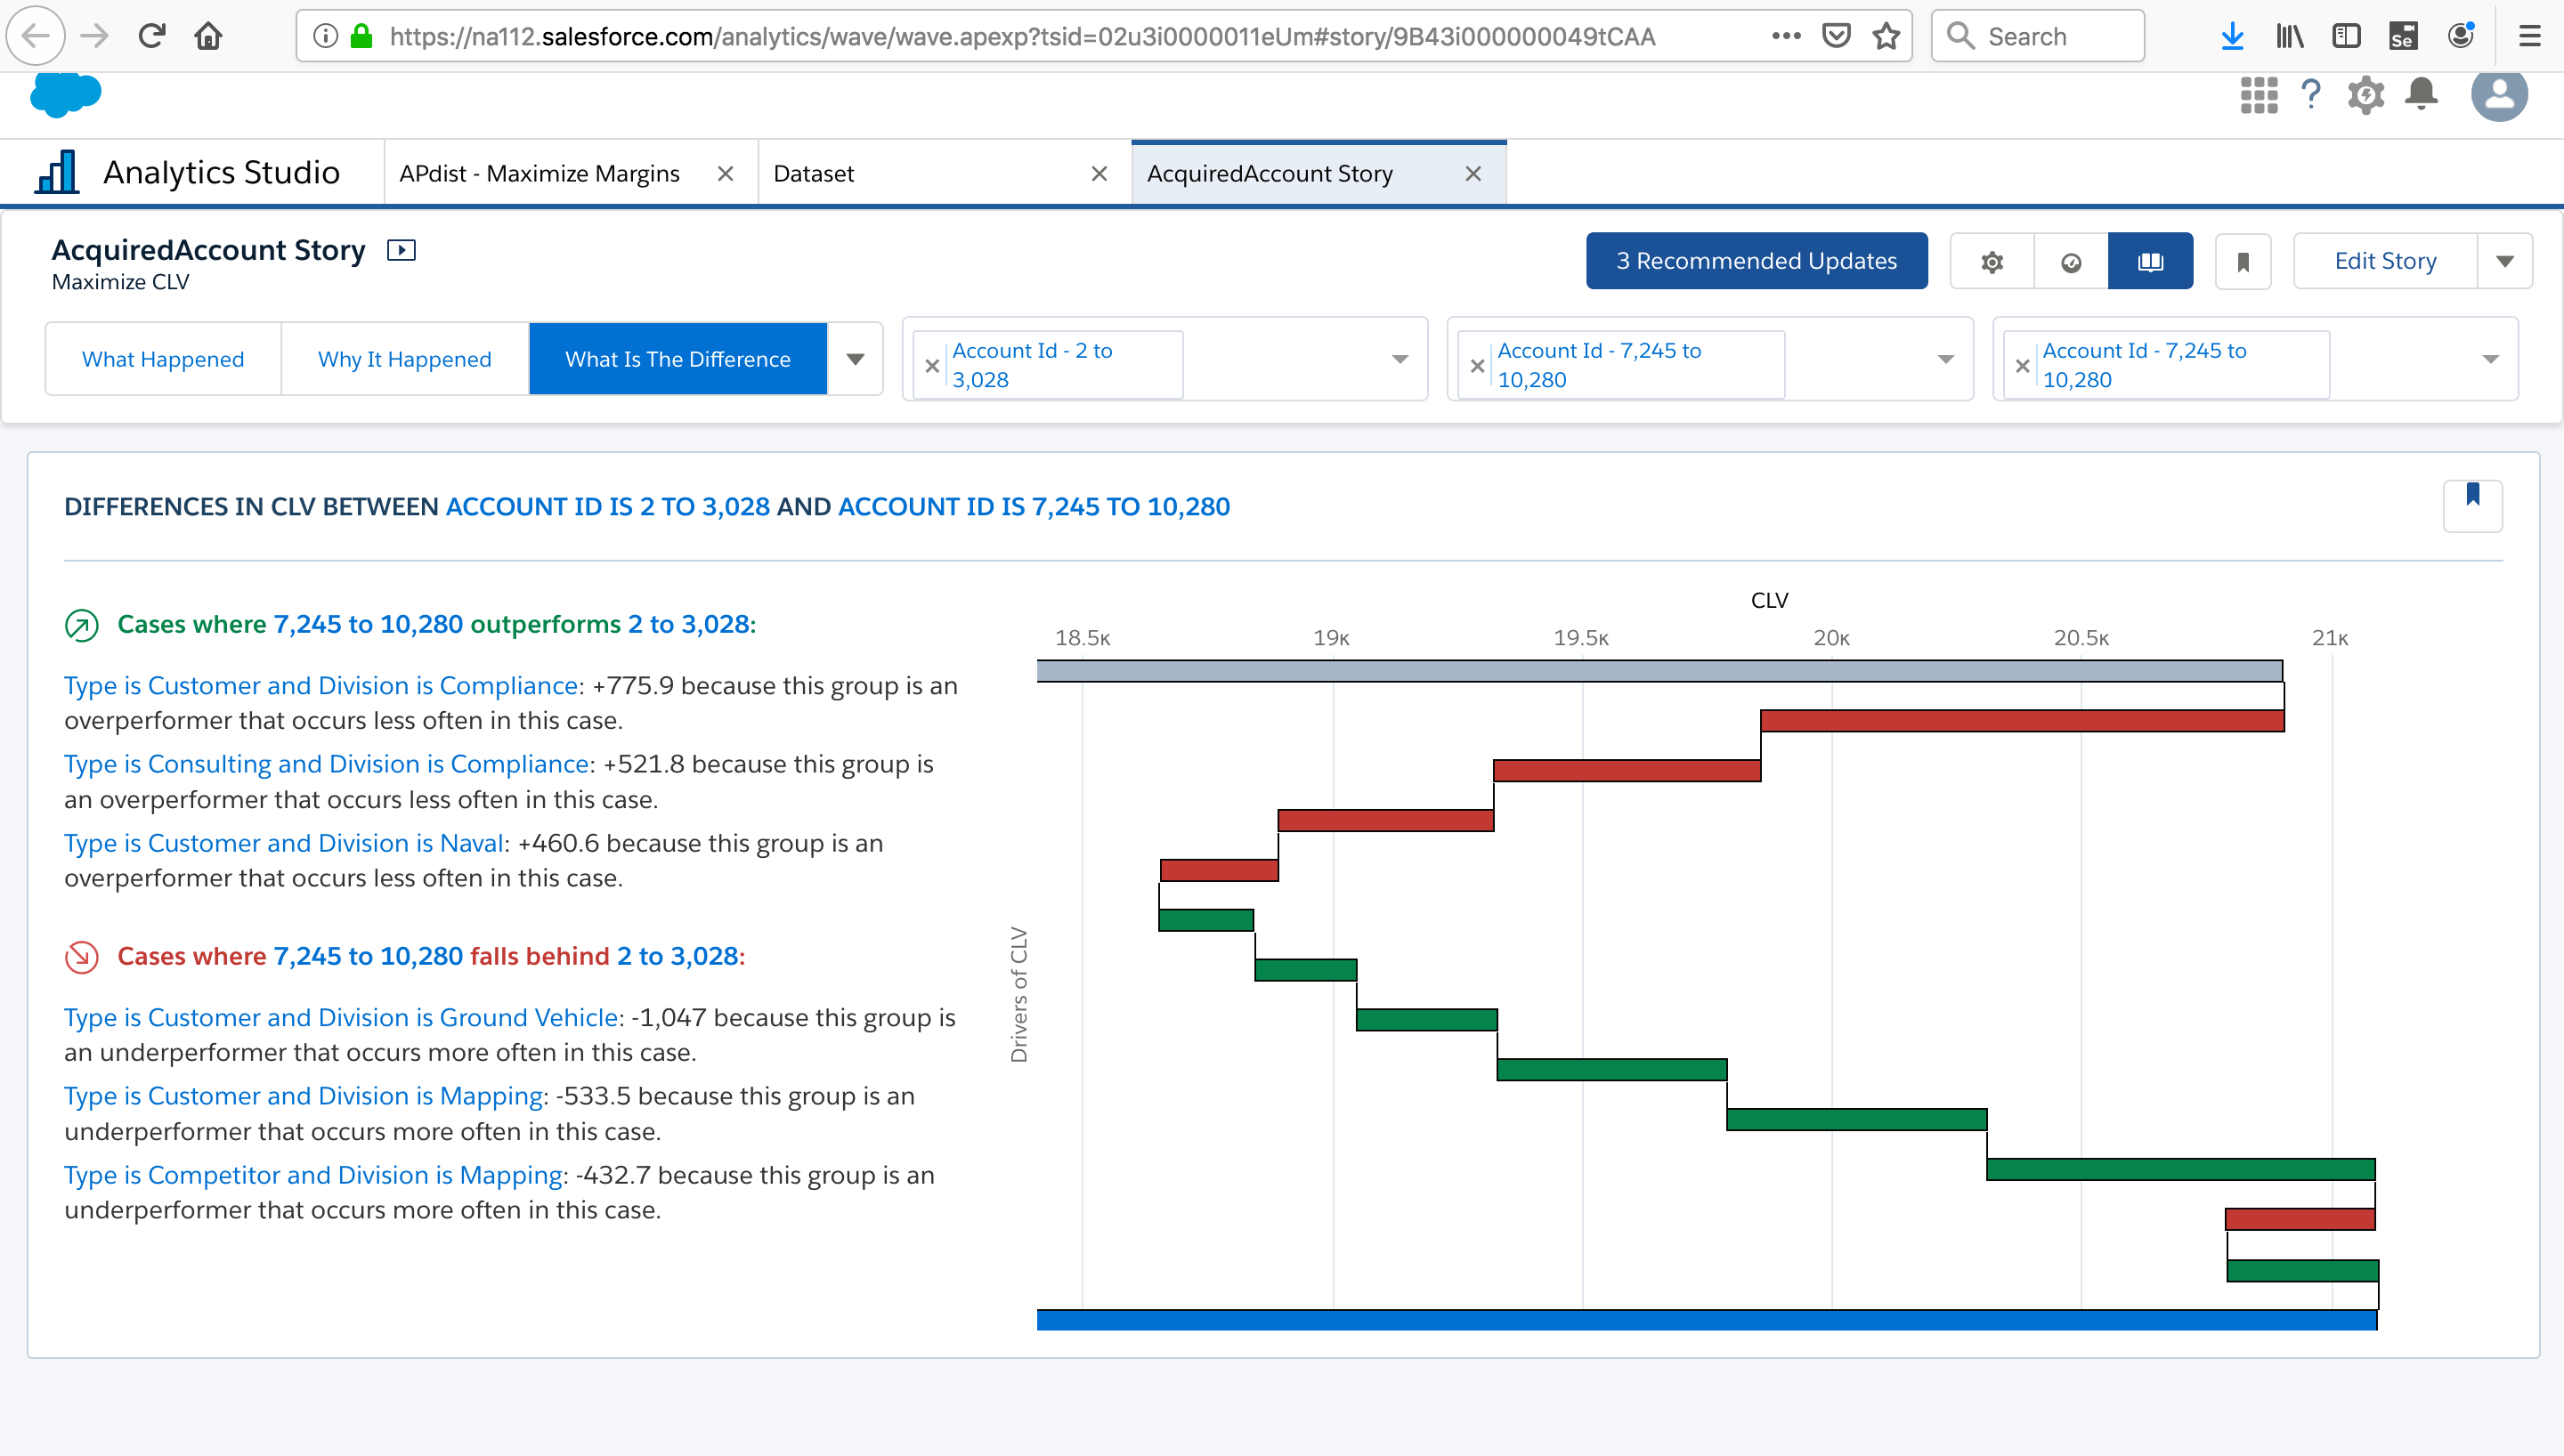 https://na112.salesforce.com/analytics/wave/wave.apexp?tsid=02u3i0000011eUm#story/9B43i000000049tCAA
Search
Se
Analytics Studio
APdist - Maximize Margins
Dataset
AcquiredAccount Story
AcquiredAccount Story
Maximize CLV
3 Recommended Updates
Edit Story
What Happened
Why It Happened
What Is The Difference
Account Id - 2 to
3,028
Account Id - 7,245 to
10,280
Account Id - 7,245 to
10,280
DIFFERENCES IN CLV BETWEEN ACCOUNT ID IS 2 TO 3,028 AND ACCOUNT ID IS 7,245 TO 10,280
Cases where 7,245 to 10,280 outperforms 2 to 3,028:
Type is Customer and Division is Compliance: +775.9 because this group is an
overperformer that occurs less often in this case.
Type is Consulting and Division is Compliance: +521.8 because this group is
an overperformer that occurs less often in this case.
Type is Customer and Division is Naval: +460.6 because this group is an
overperformer that occurs less often in this case.
Cases where 7,245 to 10,280 falls behind 2 to 3,028:
Type is Customer and Division is Ground Vehicle: -1,047 because this group is
an underperformer that occurs more often in this case.
Type is Customer and Division is Mapping: -533.5 because this group is an
underperformer that occurs more often in this case.
Type is Competitor and Division is Mapping: -432.7 because this group is an
underperformer that occurs more often in this case.
CLV
18.5K 19K 19.5K 20K 20.5K 21K
Drivers of CLV